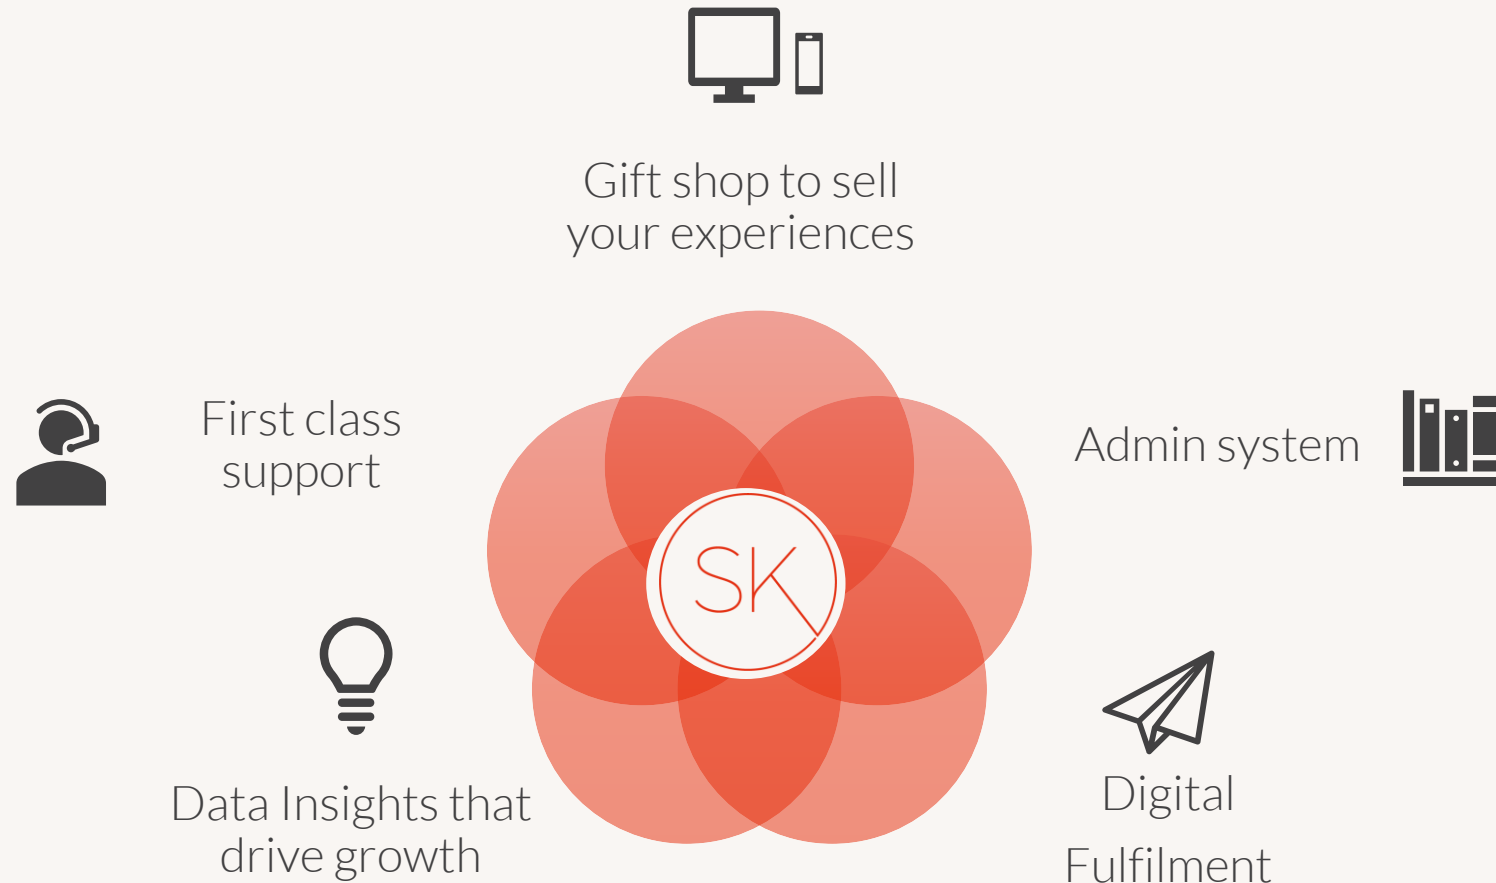 Gift shop to sell
your experiences
First class
support
Admin system
SK
Data Insights that
drive growth
Digital
Fulfilment